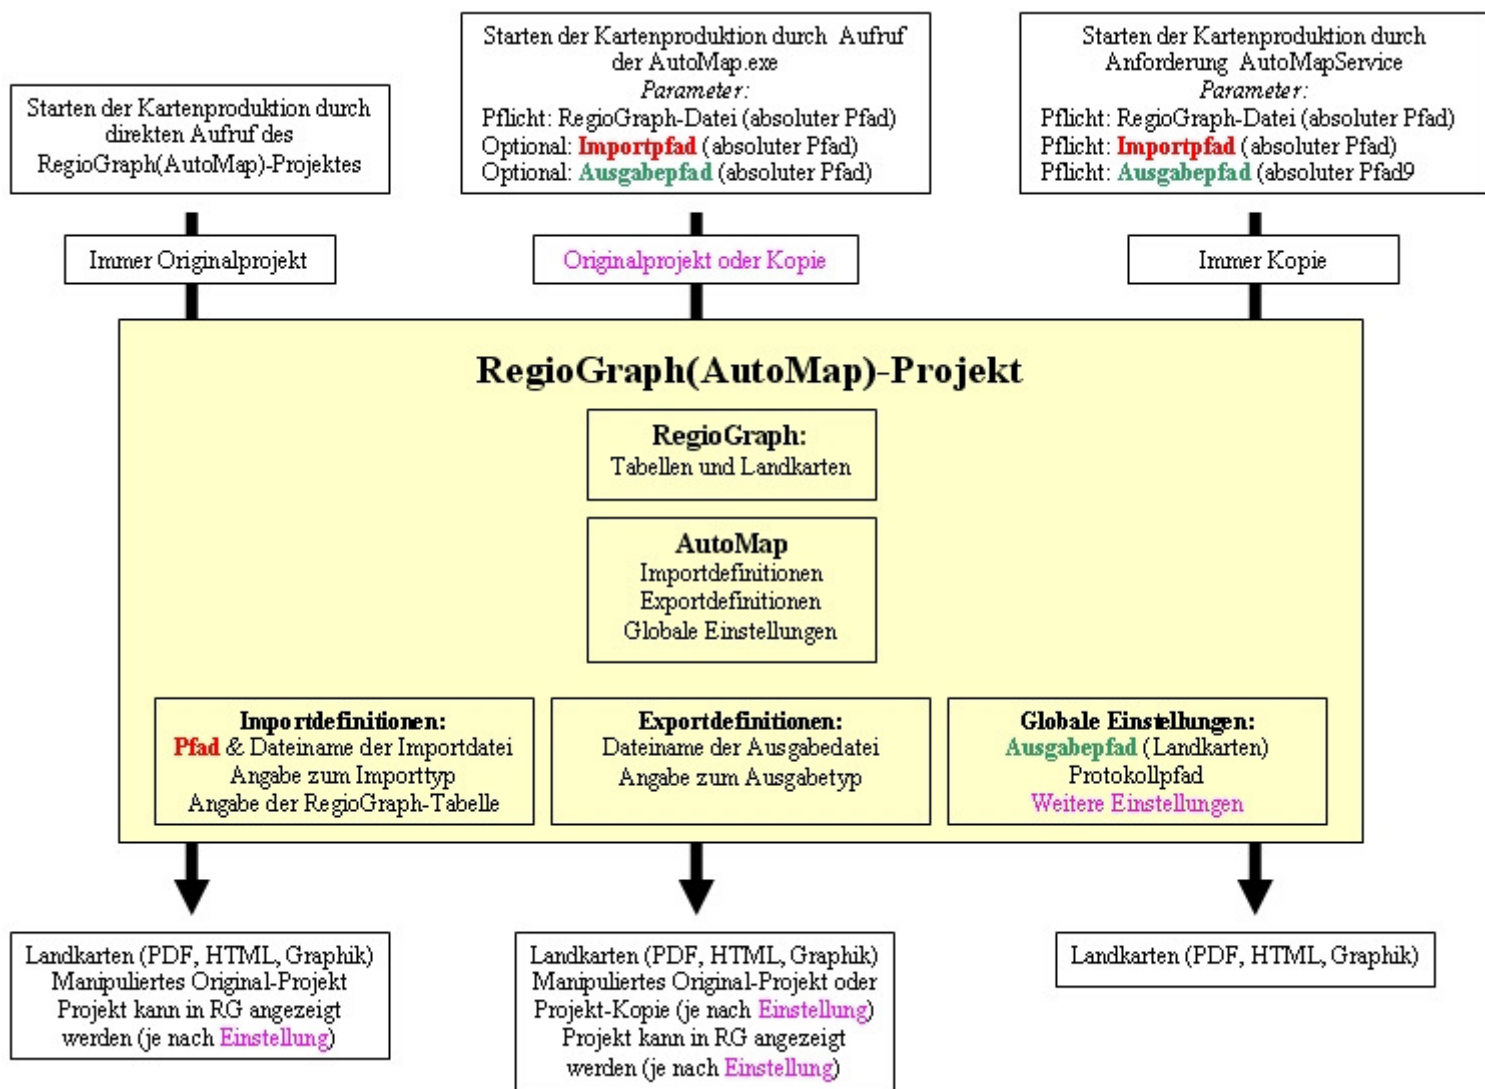 Starten der Kartenproduktion durch
direkten Aufruf des
RegioGraph(AutoMap)-Projektes
Starten der Kartenproduktion durch Aufruf
der AutoMap.exe
Parameter:
Pflicht: RegioGraph-Datei (absoluter Pfad)
Optional: Importpfad (absoluter Pfad)
Optional: Ausgabepfad (absoluter Pfad)
Starten der Kartenproduktion durch
Anforderung AutoMapService
Parameter:
Pflicht: RegioGraph-Datei (absoluter Pfad)
Pflicht: Importpfad (absoluter Pfad)
Pflicht: Ausgabepfad (absoluter Pfad9
Immer Originalprojekt
Originalprojekt oder Kopie
Immer Kopie
RegioGraph(AutoMap)-Projekt
RegioGraph:
Tabellen und Landkarten
AutoMap
Importdefinitionen
Exportdefinitionen
Globale Einstellungen
Importdefinitionen:
Pfad & Dateiname der Importdatei
Angabe zum Importtyp
Angabe der RegioGraph-Tabelle
Exportdefinitionen:
Dateiname der Ausgabedatei
Angabe zum Ausgabetyp
Globale Einstellungen:
Ausgabepfad (Landkarten)
Protokollpfad
Weitere Einstellungen
Landkarten (PDF, HTML, Graphik)
Manipuliertes Original-Projekt
Projekt kann in RG angezeigt
werden (je nach Einstellung)
Landkarten (PDF, HTML, Graphik)
Manipuliertes Original-Projekt oder
Projekt-Kopie (je nach Einstellung)
Projekt kann in RG angezeigt
werden (je nach Einstellung)
Landkarten (PDF, HTML, Graphik)